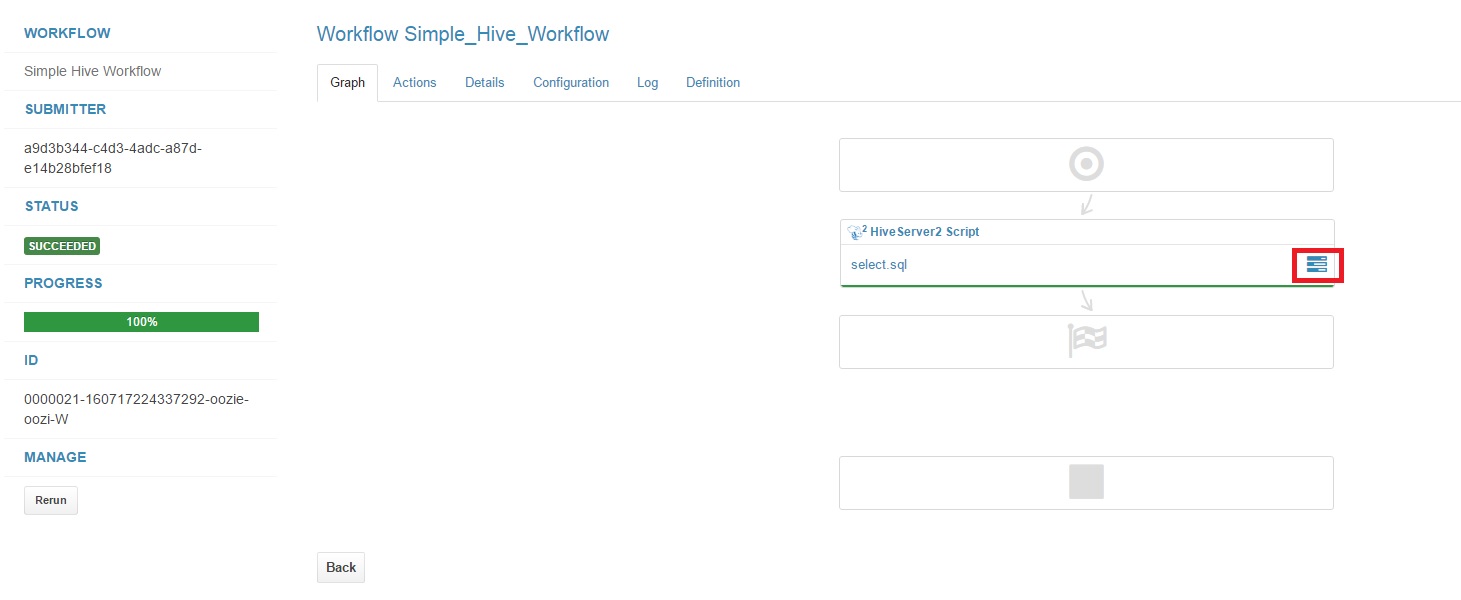 WORKFLOW
Simple Hive Workflow
SUBMITTER
a9d3b344-c4d3-4adc-a87d-
e14b28bfef18
STATUS
SUCCEEDED
PROGRESS
100%
ID
0000021-160717224337292-oozie-
oozi-W
MANAGE
Rerun
Workflow Simple_Hive_Workflow
Graph Actions Details Configuration Log Definition
2 HiveServer2 Script
select.sql
Back